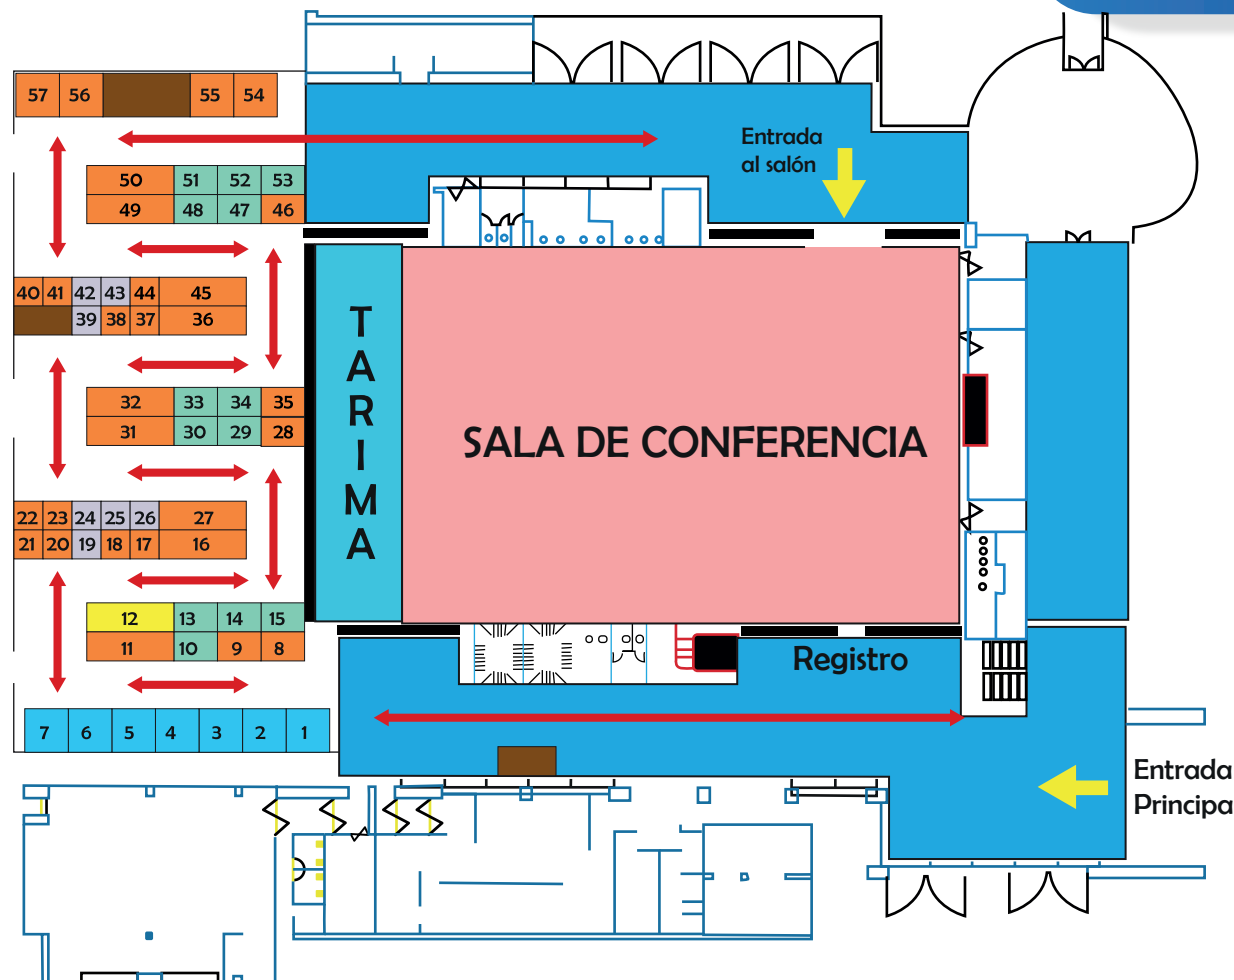 57 56 55 54
Entrada
al salón
50 51 52 53
49 48 47 46
40 41 42 43 44 45
39 38 37 36
TARIMA
32 33 34 35
31 30 29 28
SALA DE CONFERENCIA
22 23 24 25 26 27
21 20 19 18 17 16
12 13 14 15
11 10 9 8
Registro
7 6 5 4 3 2 1
Entrada
Principa